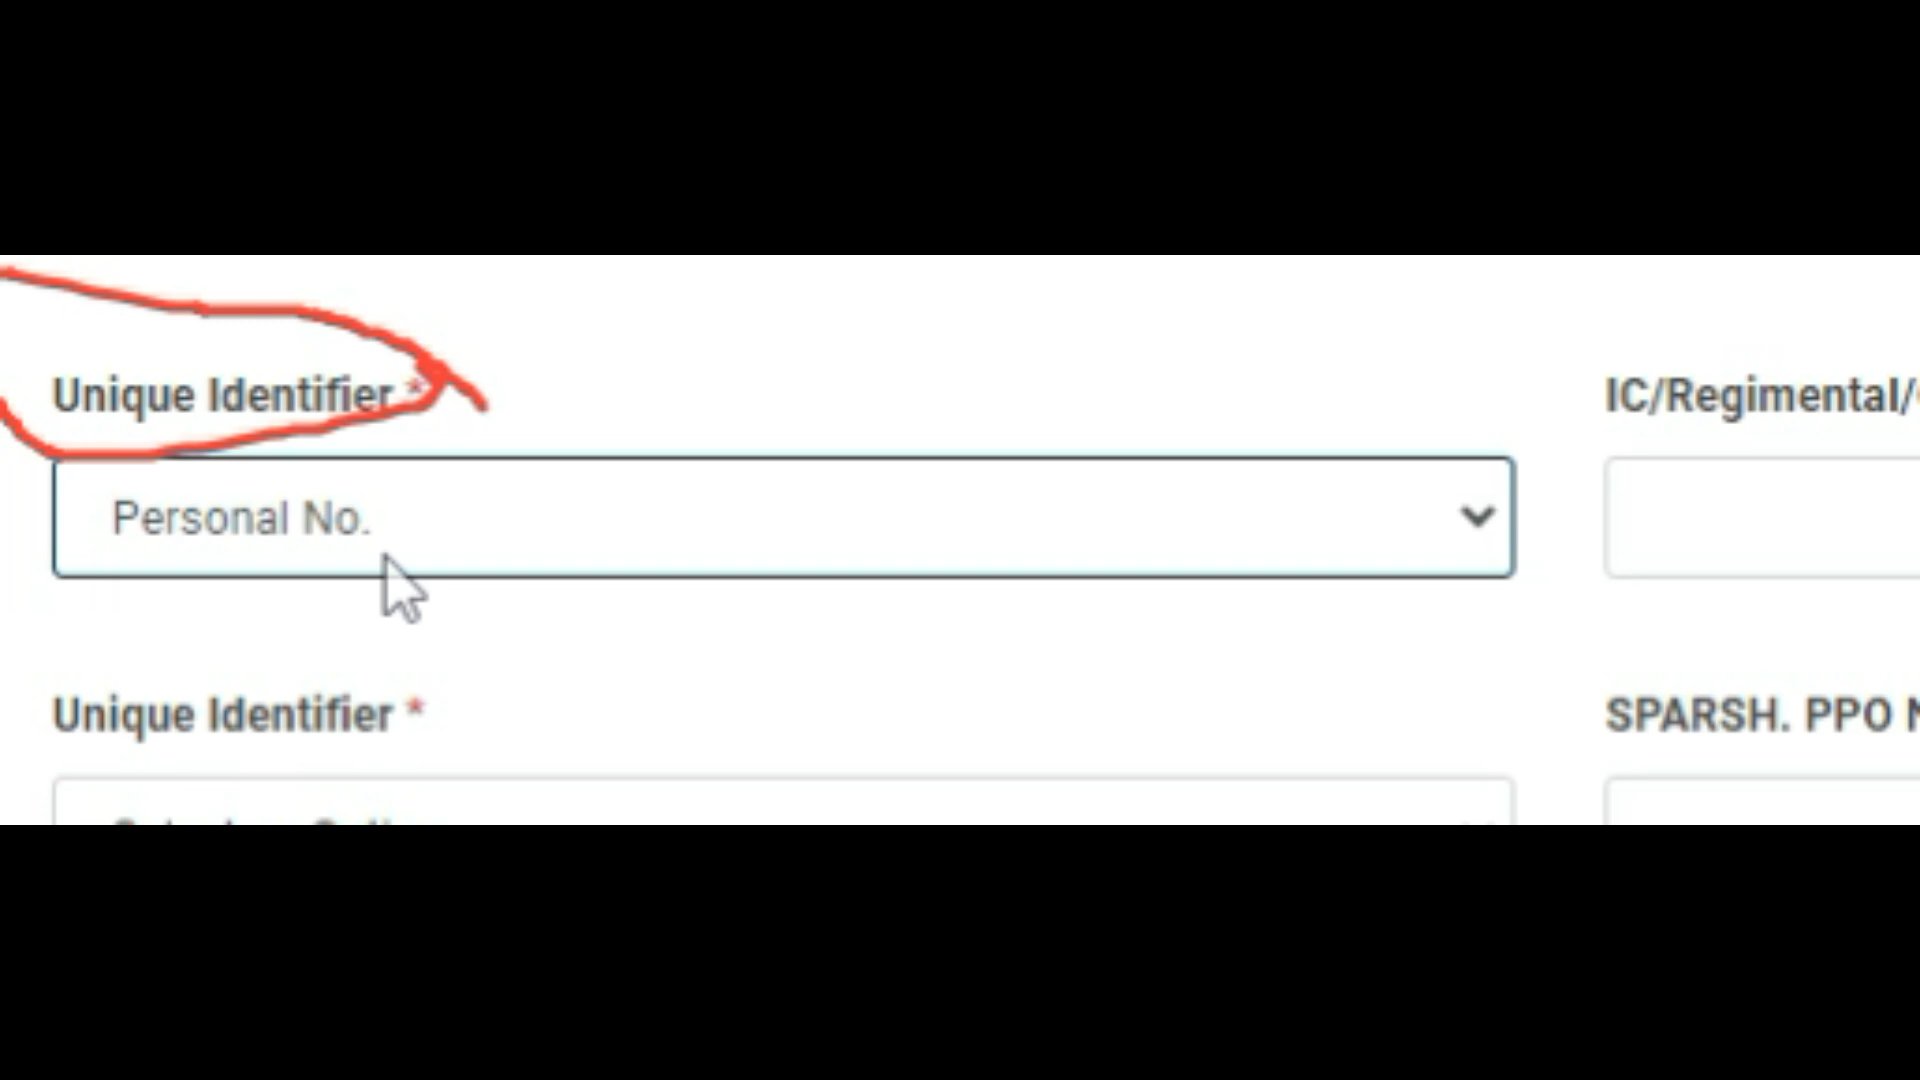 Unique Identifier * IC/Regimental/
Personal No.
Unique Identifier * SPARSH. PPO